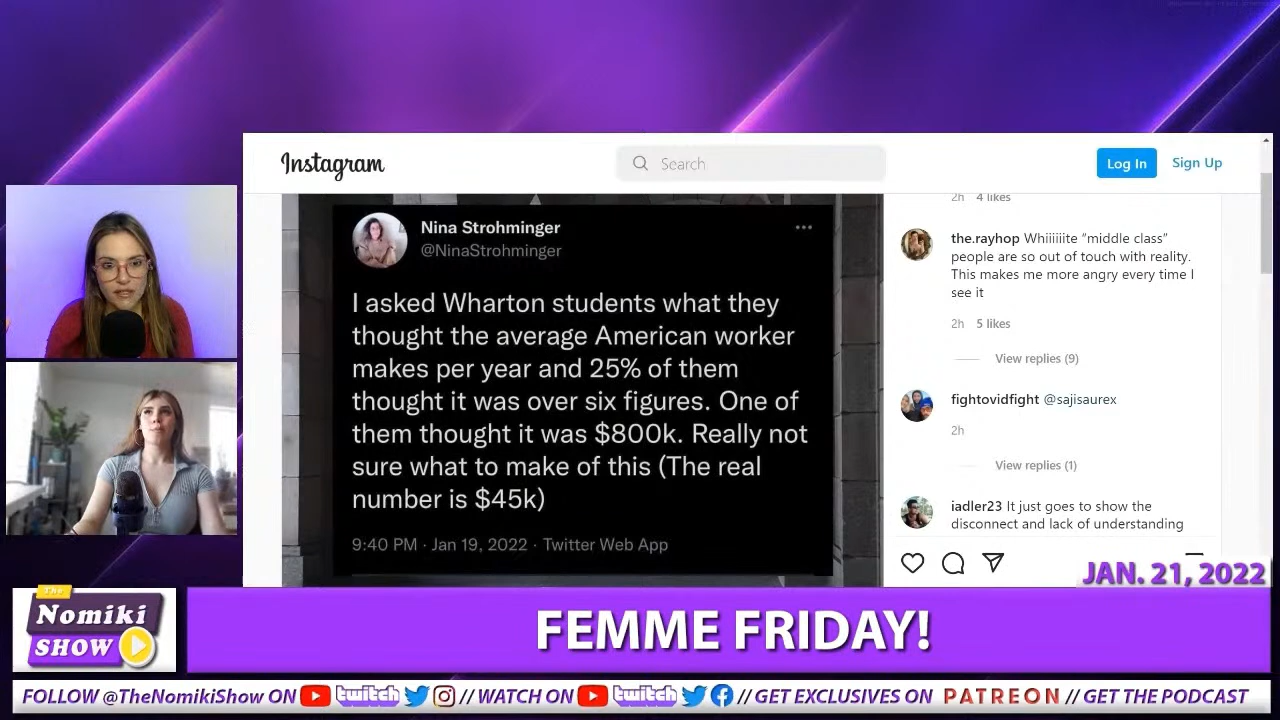 Instagram
Search
Log In
Sign Up
Nina Strohminger
@NinaStrohminger
I asked Wharton students what they
thought the average American worker
makes per year and 25% of them
thought it was over six figures. One of
them thought it was $800k. Really not
sure what to make of this (The real
number is $45k)
9:40 PM · Jan 19, 2022 · Twitter Web App
2h 4 likes
the.rayhop Whiiiiiite “middle class”
people are so out of touch with reality.
This makes me more angry every time I
see it
2h 5 likes
View replies (9)
fightovidfight @sajisaurex
2h
View replies (1)
iadler23 It just goes to show the
disconnect and lack of understanding
JAN. 21, 2022
The
Nomiki
SHOW
FEMME FRIDAY!
FOLLOW @TheNomikiShow ON twitch // WATCH ON twitch // GET EXCLUSIVES ON PATREON // GET THE PODCAST